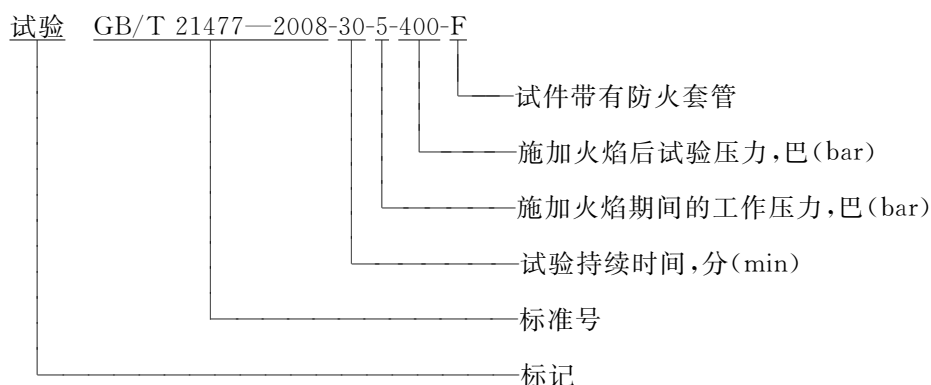 试验 GB/T 21477—2008-30-5-400-F
试件带有防火套管
施加火焰后试验压力,巴(bar)
施加火焰期间的工作压力,巴(bar)
试验持续时间,分(min)
标准号
标记